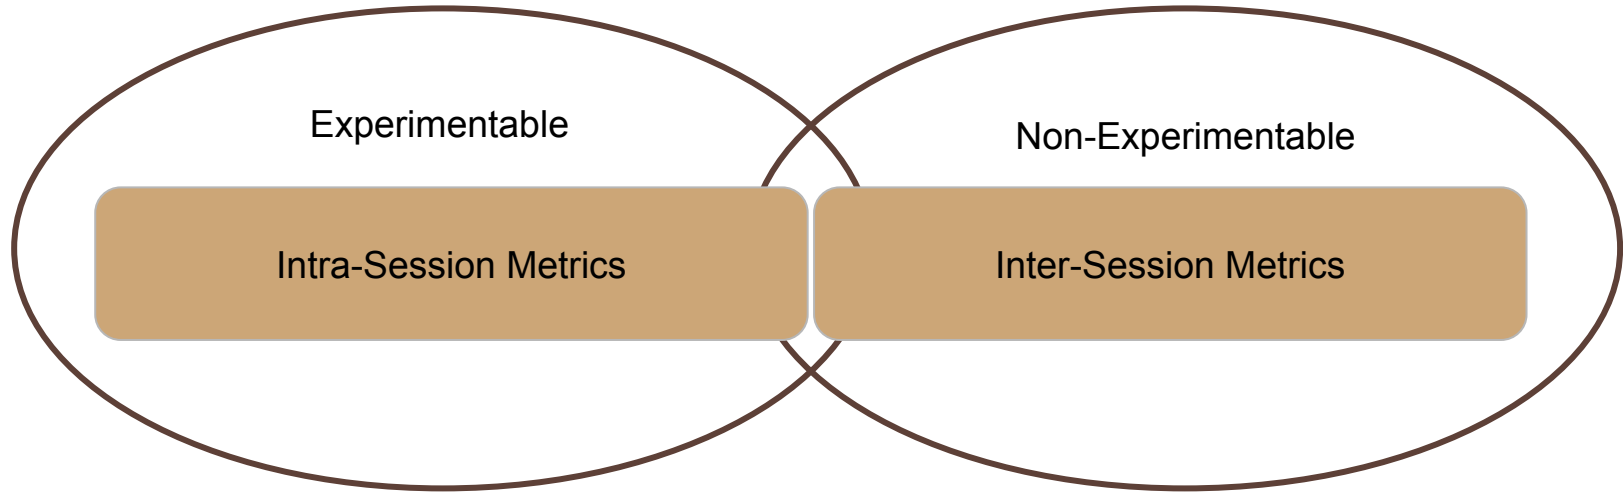 Experimentable
Non-Experimentable
Intra-Session Metrics
Inter-Session Metrics